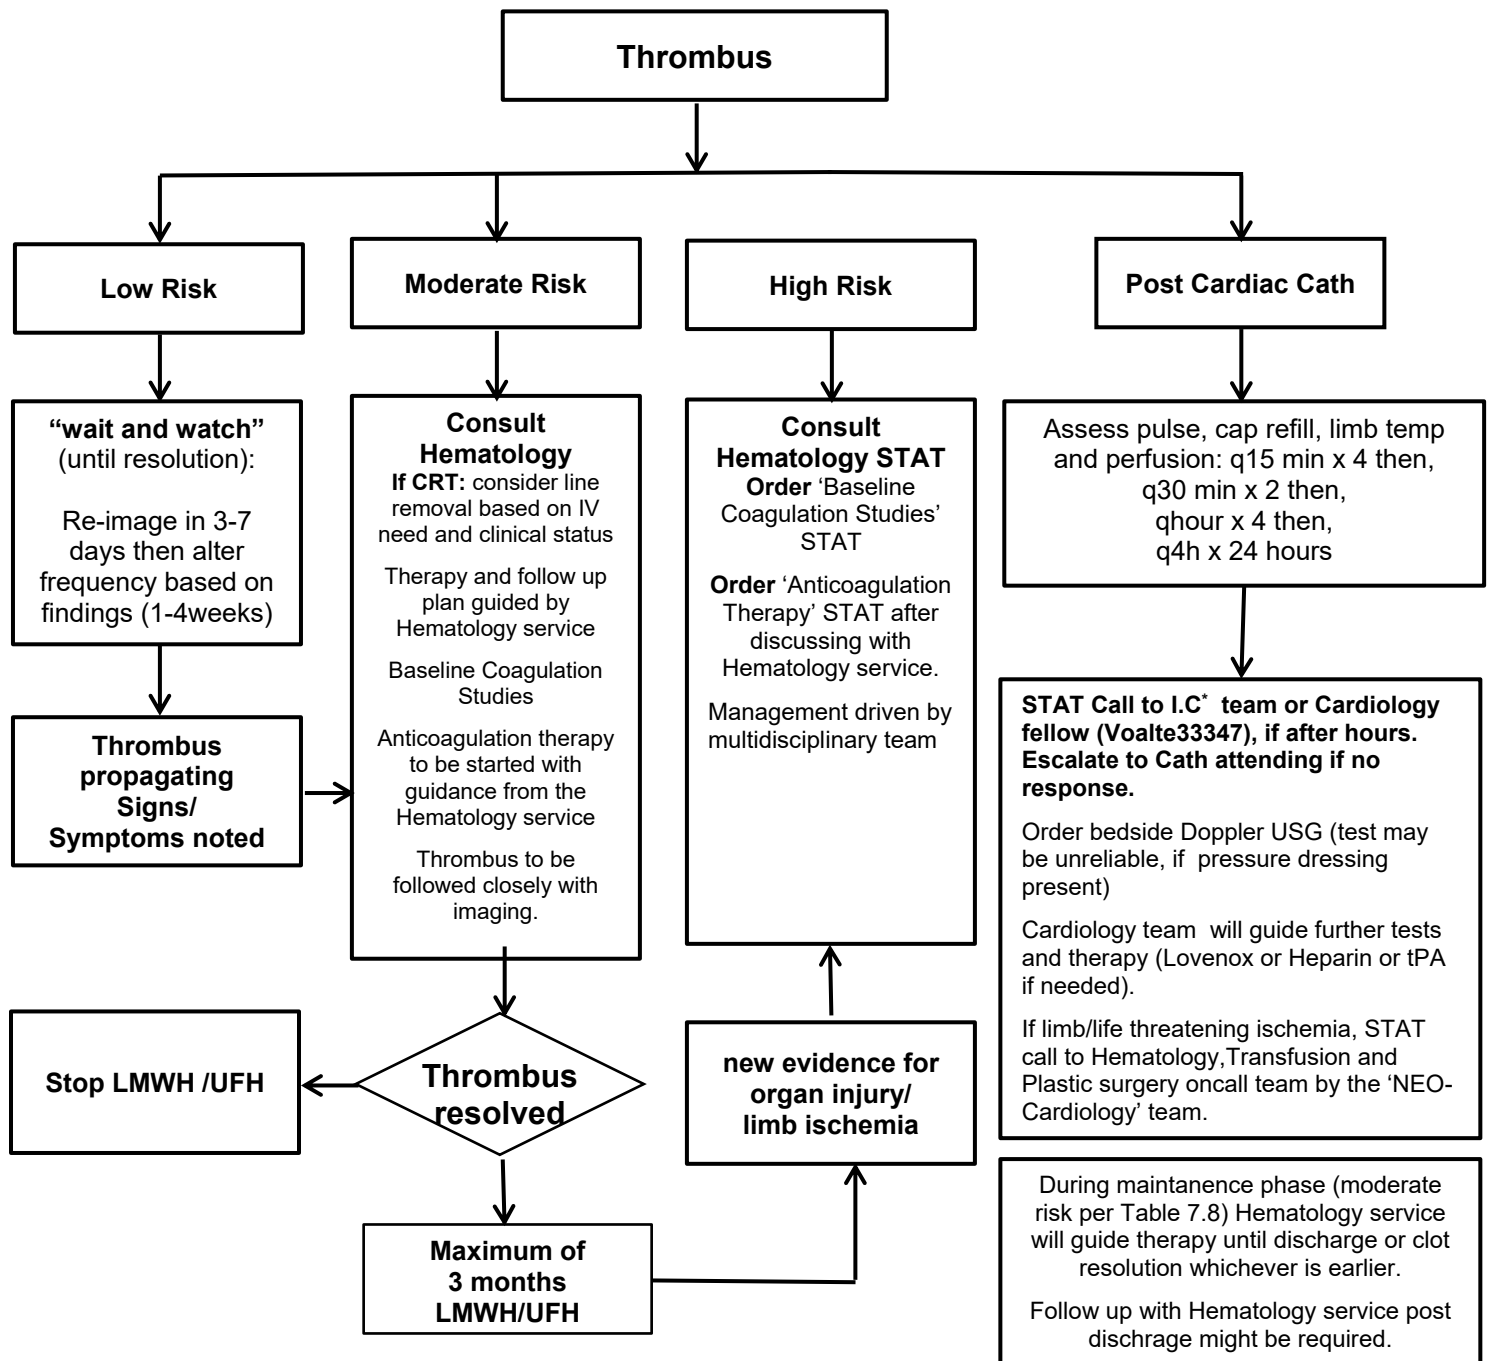 Thrombus
Low Risk
Moderate Risk
High Risk
Post Cardiac Cath
“wait and watch”
(until resolution):
Re-image in 3-7
days then alter
frequency based on
findings (1-4weeks)
Thrombus
propagating
Signs/
Symptoms noted
Consult
Hematology
If CRT: consider line
removal based on IV
need and clinical status
Therapy and follow up
plan guided by
Hematology service
Baseline Coagulation
Studies
Anticoagulation therapy
to be started with
guidance from the
Hematology service
Thrombus to be
followed closely with
imaging.
Consult
Hematology STAT
Order ‘Baseline
Coagulation Studies’
STAT
Order ‘Anticoagulation
Therapy’ STAT after
discussing with
Hematology service.
Management driven by
multidisciplinary team
Assess pulse, cap refill, limb temp
and perfusion: q15 min x 4 then,
q30 min x 2 then,
qhour x 4 then,
q4h x 24 hours
STAT Call to I.C* team or Cardiology
fellow (Voalte33347), if after hours.
Escalate to Cath attending if no
response.
Order bedside Doppler USG (test may
be unreliable, if pressure dressing
present)
Cardiology team will guide further tests
and therapy (Lovenox or Heparin or tPA
if needed).
If limb/life threatening ischemia, STAT
call to Hematology,Transfusion and
Plastic surgery oncall team by the ‘NEO-
Cardiology’ team.
Stop LMWH /UFH
Thrombus
resolved
new evidence for
organ injury/
limb ischemia
Maximum of
3 months
LMWH/UFH
During maintanence phase (moderate
risk per Table 7.8) Hematology service
will guide therapy until discharge or clot
resolution whichever is earlier.
Follow up with Hematology service post
dischrage might be required.